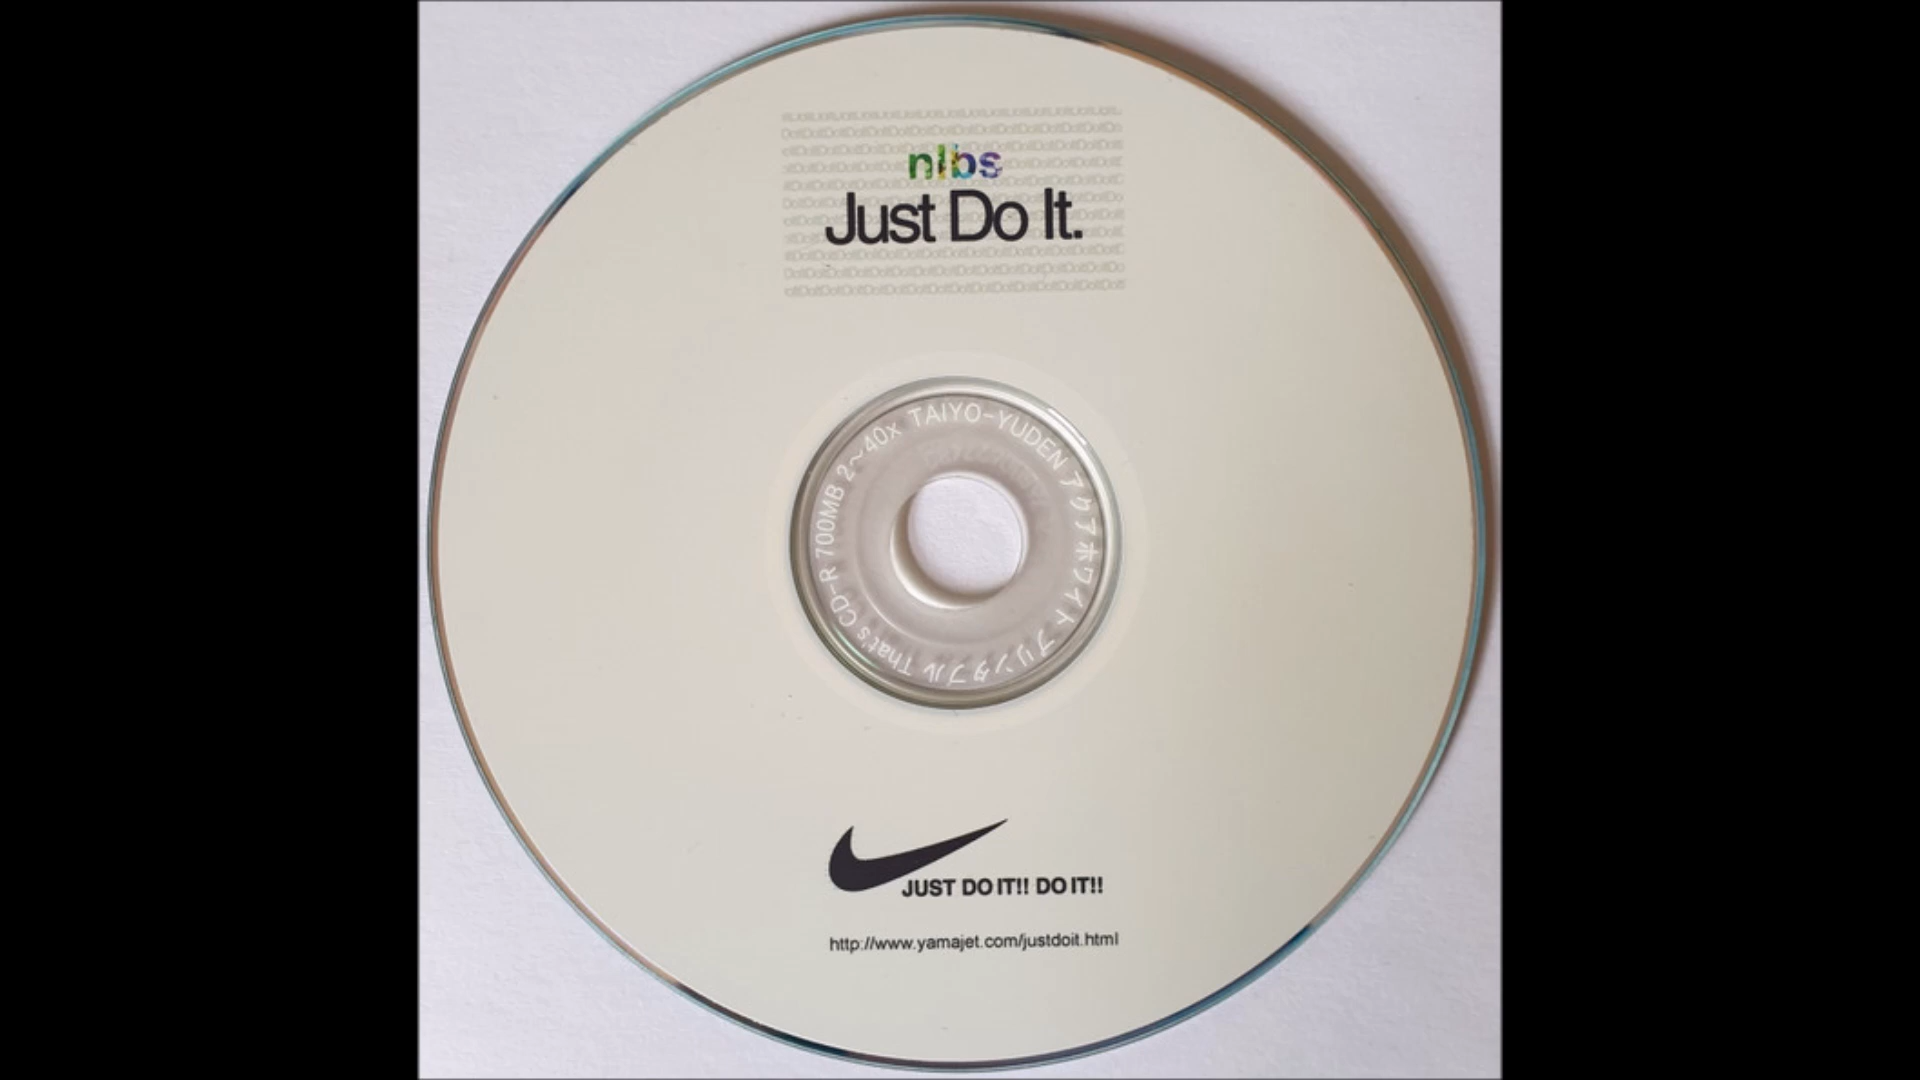 nlbs
Just Do It.
TAIYO-YUDEN アクアホワイト プリンタブル That's CD-R 700MB 2~40x
JUST DO IT!! DO IT!!
http://www.yamajet.com/justdoit.html